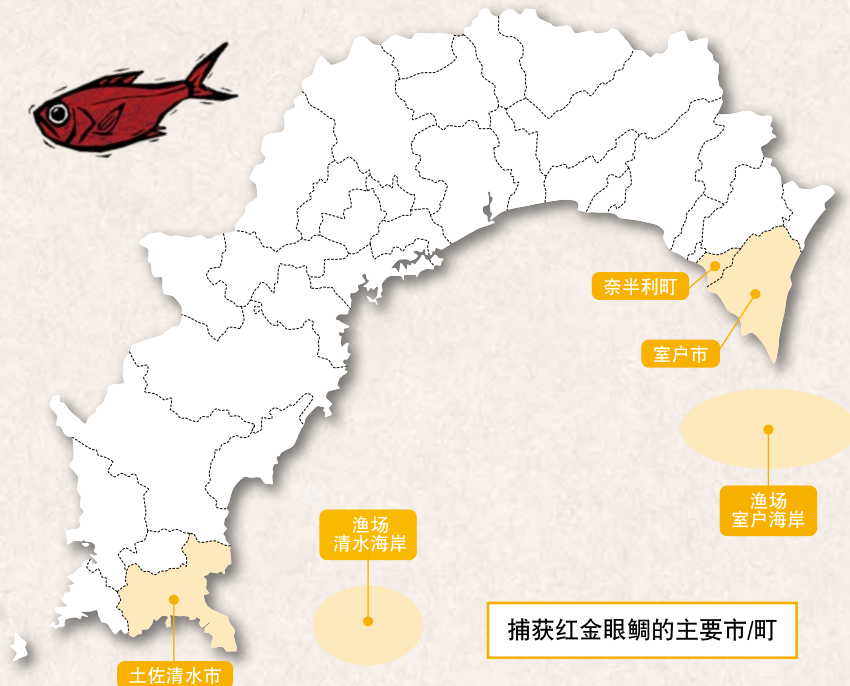 奈半利町
室户市
渔场
室户海岸
渔场
清水海岸
捕获红金眼鲷的主要市/町
土佐清水市